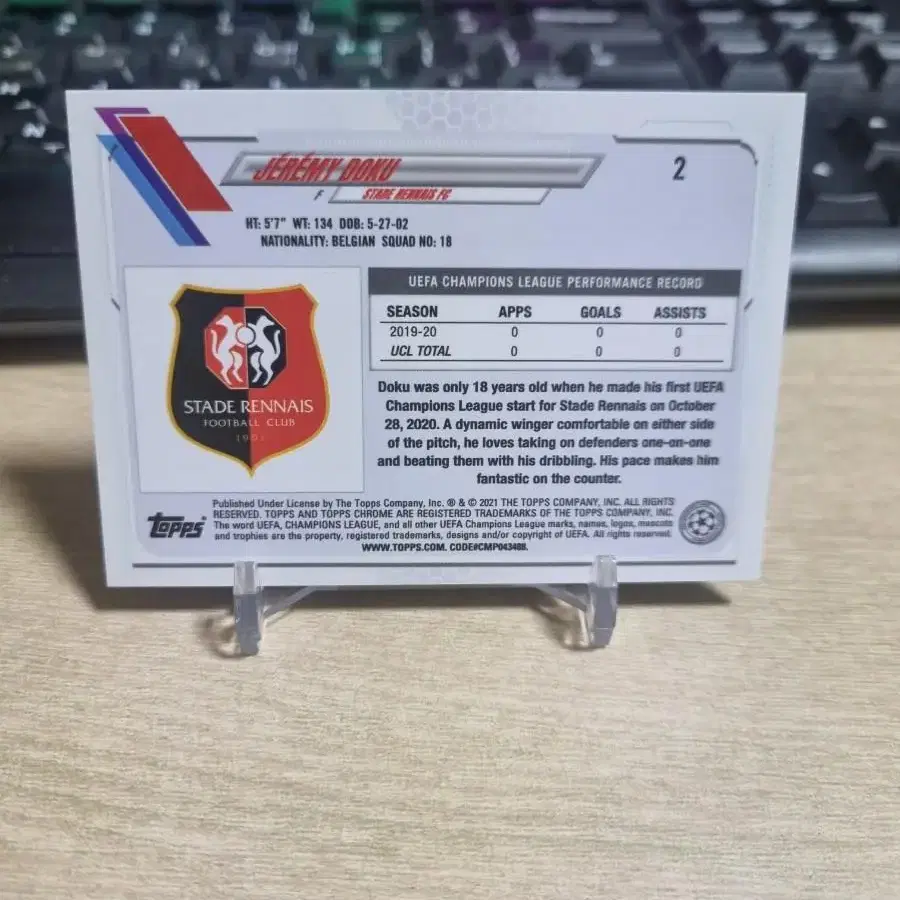 JÉRÉMY DOKU
2
F STADE RENNAIS FC
HT: 5'7" WT: 134 DOB: 5-27-02
NATIONALITY: BELGIAN SQUAD NO: 18
STADE RENNAIS
FOOTBALL CLUB
1901
UEFA CHAMPIONS LEAGUE PERFORMANCE RECORD
SEASON APPS GOALS ASSISTS
2019-20 0 0 0
UCL TOTAL 0 0 0
Doku was only 18 years old when he made his first UEFA
Champions League start for Stade Rennais on October
28, 2020. A dynamic winger comfortable on either side
of the pitch, he loves taking on defenders one-on-one
and beating them with his dribbling. His pace makes him
fantastic on the counter.
Topps
Published Under License by The Topps Company, Inc. ® & © 2021 THE TOPPS COMPANY, INC. ALL RIGHTS
RESERVED. TOPPS AND TOPPS CHROME ARE REGISTERED TRADEMARKS OF THE TOPPS COMPANY, INC.
The word UEFA, CHAMPIONS LEAGUE, and all other UEFA Champions League marks, names, logos, mascots
and trophies are the property, registered trademarks, designs and/or copyright of UEFA. All rights reserved.
WWW.TOPPS.COM. CODE#CMP043488.